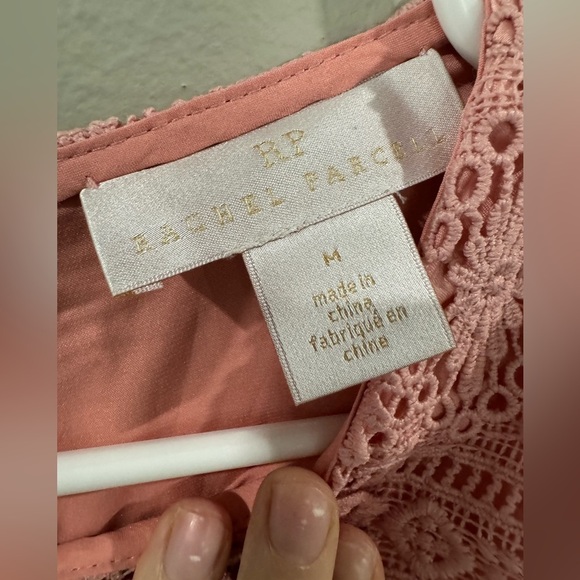 RP
RACHEL PARCELL
M
made in
china
fabriqué en
chine